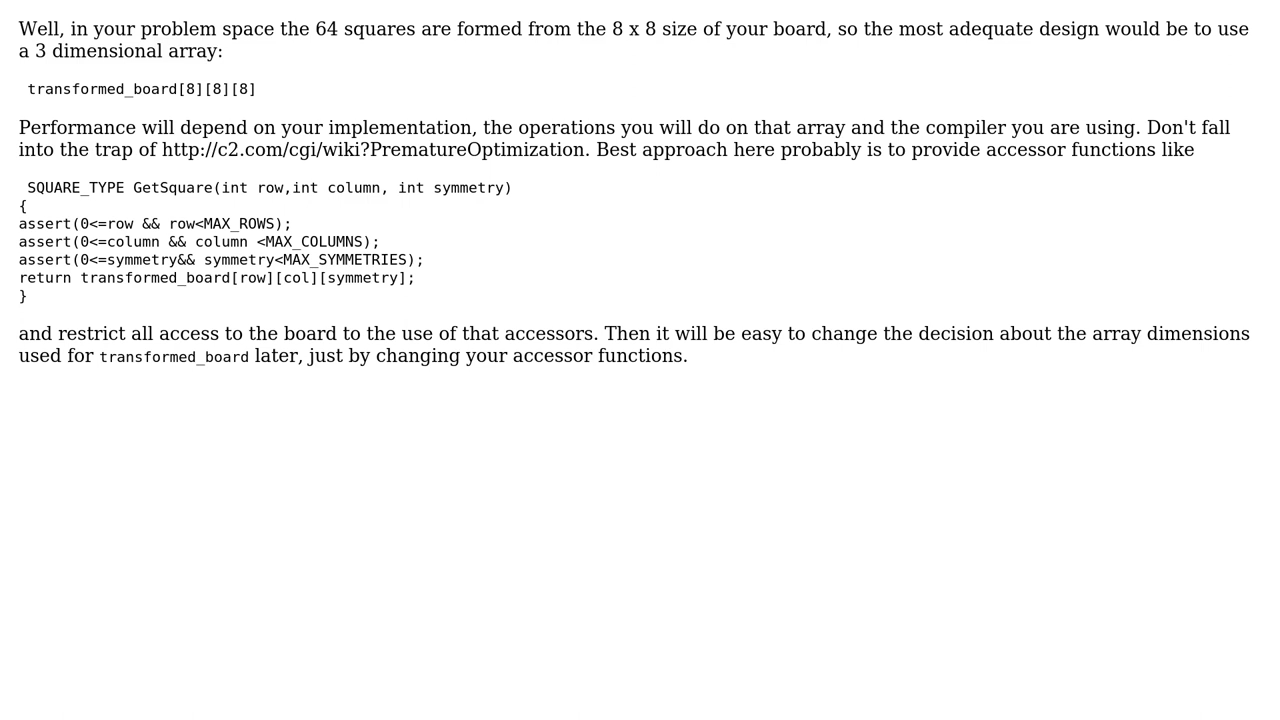 Well, in your problem space the 64 squares are formed from the 8 x 8 size of your board, so the most adequate design would be to use
a 3 dimensional array:
transformed_board[8][8][8]
Performance will depend on your implementation, the operations you will do on that array and the compiler you are using. Don't fall
into the trap of http://c2.com/cgi/wiki?PrematureOptimization. Best approach here probably is to provide accessor functions like
SQUARE_TYPE GetSquare(int row,int column, int symmetry)
{
assert(0<=row && row<MAX_ROWS);
assert(0<=column && column <MAX_COLUMNS);
assert(0<=symmetry&& symmetry<MAX_SYMMETRIES);
return transformed_board[row][col][symmetry];
}
and restrict all access to the board to the use of that accessors. Then it will be easy to change the decision about the array dimensions
used for transformed_board later, just by changing your accessor functions.